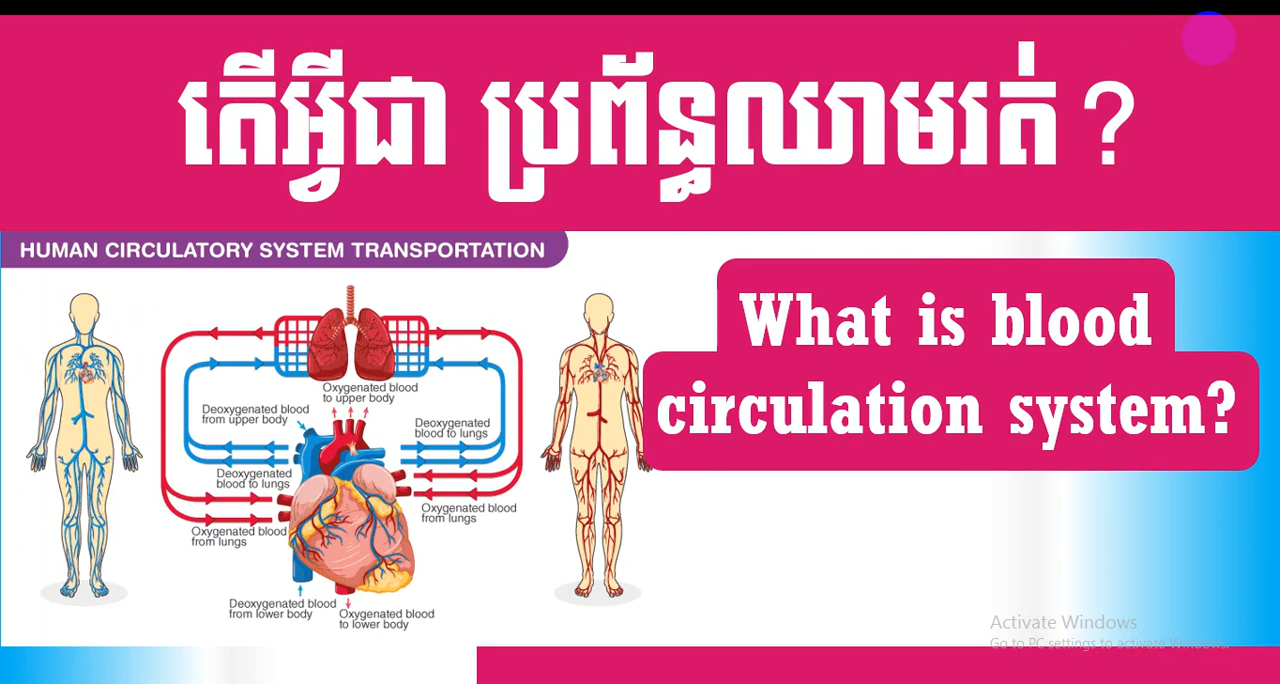 តើអ្វីជា ប្រព័ន្ធឈាមរត់ ?
HUMAN CIRCULATORY SYSTEM TRANSPORTATION
What is blood
circulation system?
Oxygenated blood
to upper body
Deoxygenated blood
from upper body
Deoxygenated
blood to lungs
Deoxygenated
blood to lungs
Oxygenated blood
from lungs
Oxygenated blood
from lungs
Deoxygenated blood
from lower body
Oxygenated blood
to lower body
Activate Windows
Go to PC settings to activate Windows.